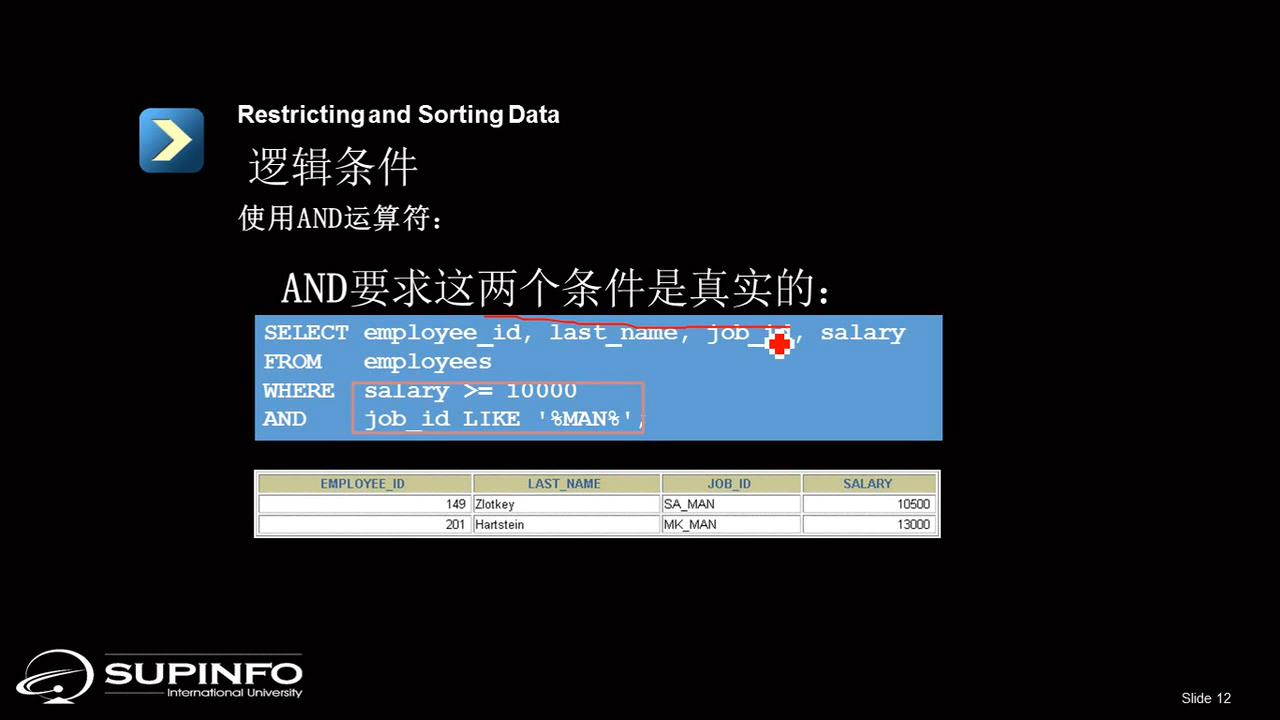 Restricting and Sorting Data
逻辑条件
使用AND运算符：
AND要求这两个条件是真实的：
SELECT employee_id, last_name, job_id, salary
FROM employees
WHERE salary >= 10000
AND job_id LIKE '%MAN%';
EMPLOYEE_ID LAST_NAME JOB_ID SALARY
149 Zlotkey SA_MAN 10500
201 Hartstein MK_MAN 13000
SUPINFO
International University
Slide 12